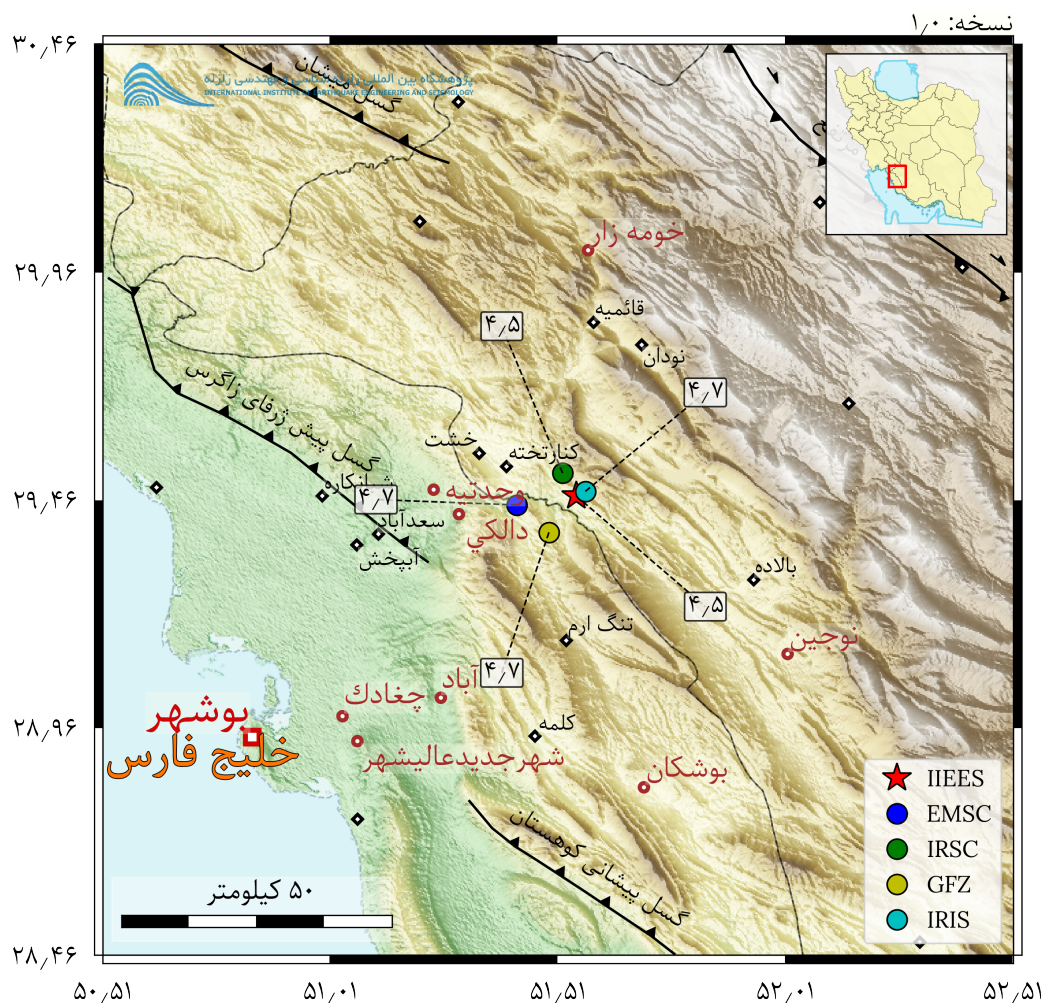 نسخه: ۱٫۰
۳۰٫۴۶
۲۹٫۹۶
۲۹٫۴۶
۲۸٫۹۶
۲۸٫۴۶
۵۰٫۵۱
۵۱٫۰۱
۵۱٫۵۱
۵۲٫۰۱
۵۲٫۵۱
پژوهشگاه بین المللی زلزله شناسی و مهندسی زلزله
INTERNATIONAL INSTITUTE OF EARTHQUAKE ENGINEERING AND SEISMOLOGY
گسل میشان
خومه زار
قائمیه
نودان
۴٫۵
۴٫۷
گسل پیش ژرفای زاگرس
خشت
کنارتخته
وحدتیه
۴٫۷
سعدآباد
دالکي
آبپخش
بالاده
۴٫۵
تنگ ارم
نوجین
۴٫۷
آباد
چغادك
بوشهر
خلیج فارس
کلمه
شهرجدیدعالیشهر
بوشکان
گسل پیشانی کوهستان
۵۰ کیلومتر
IIEES
EMSC
IRSC
GFZ
IRIS